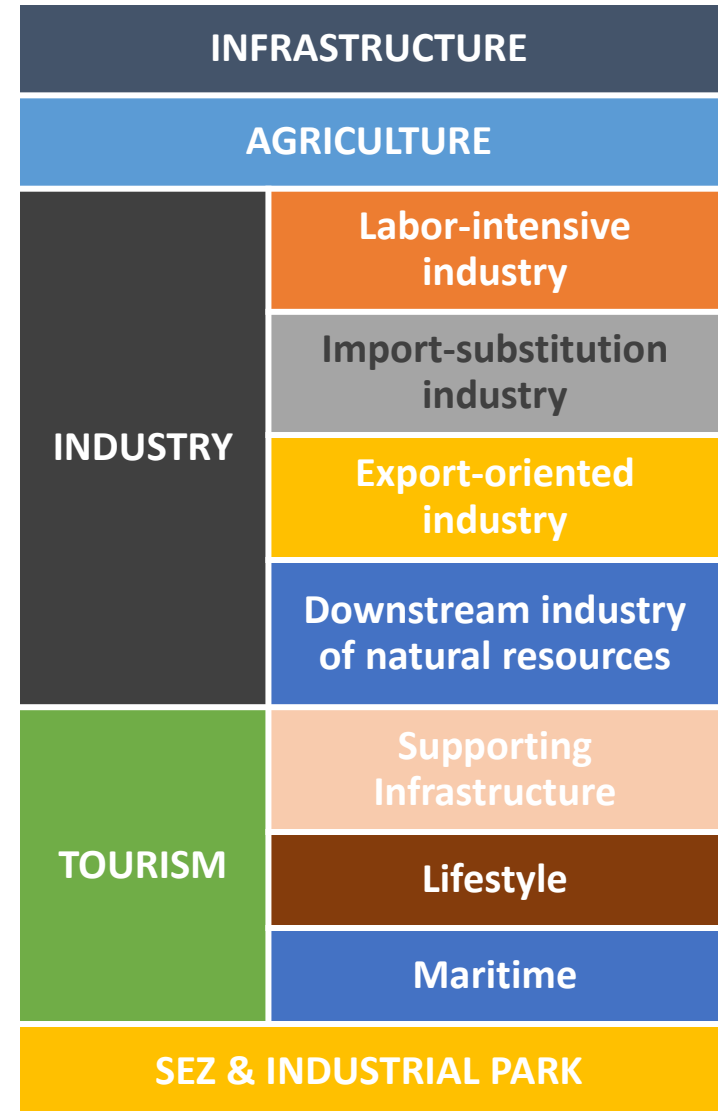 INFRASTRUCTURE
AGRICULTURE
INDUSTRY
Labor-intensive
industry
Import-substitution
industry
Export-oriented
industry
Downstream industry
of natural resources
TOURISM
Supporting
Infrastructure
Lifestyle
Maritime
SEZ & INDUSTRIAL PARK